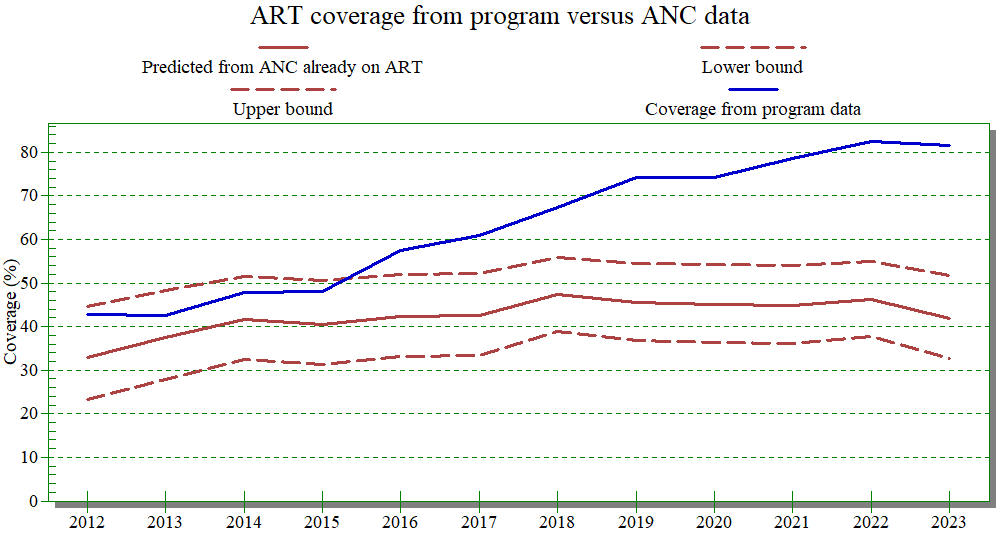 ART coverage from program versus ANC data
Predicted from ANC already on ART
Lower bound
Upper bound
Coverage from program data
Coverage (%)
80
70
60
50
40
30
20
10
0
2012 2013 2014 2015 2016 2017 2018 2019 2020 2021 2022 2023